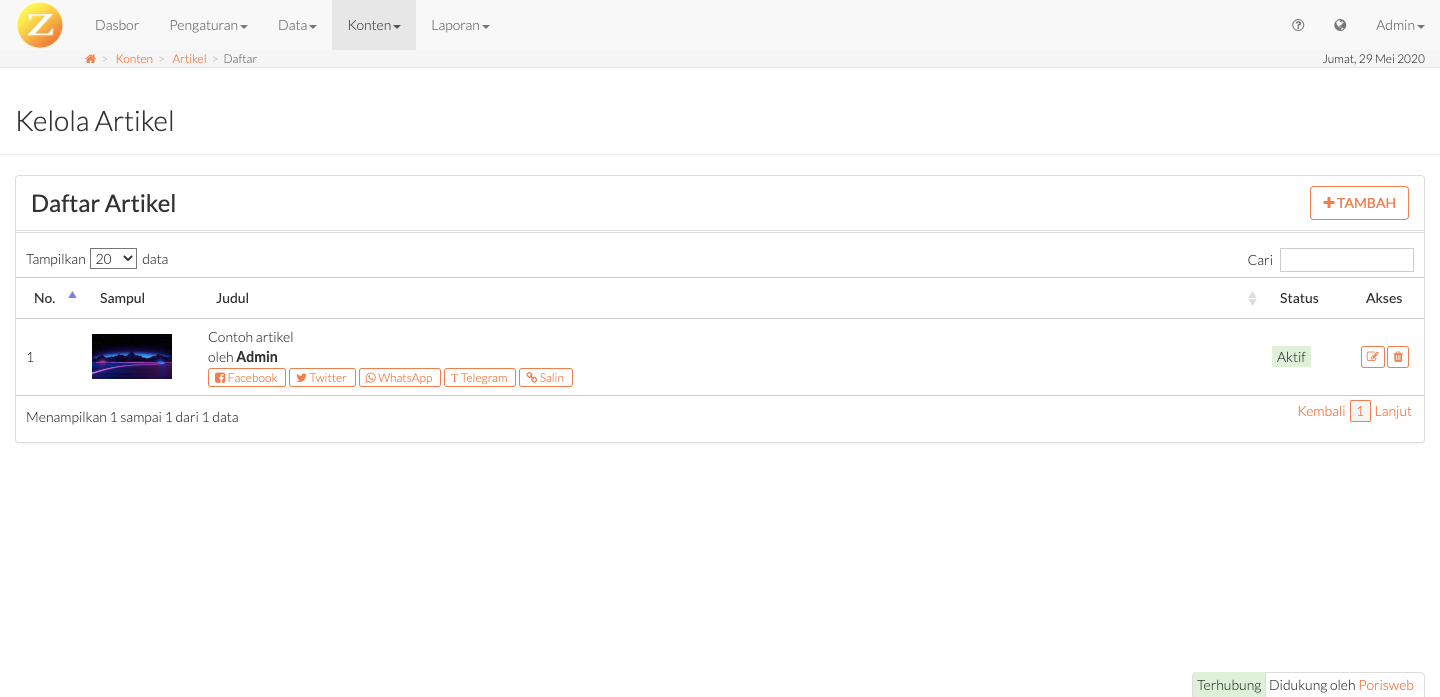 Z Dasbor Pengaturan Data Konten Laporan Admin
> Konten > Artikel > Daftar Jumat, 29 Mei 2020
Kelola Artikel
Daftar Artikel TAMBAH
Tampilkan 20 data Cari
No. Sampul Judul Status Akses
Contoh artikel
1 oleh Admin Aktif
Facebook Twitter WhatsApp Telegram Salin
Menampilkan 1 sampai 1 dari 1 data Kembali 1 Lanjut
Terhubung Didukung oleh Porisweb